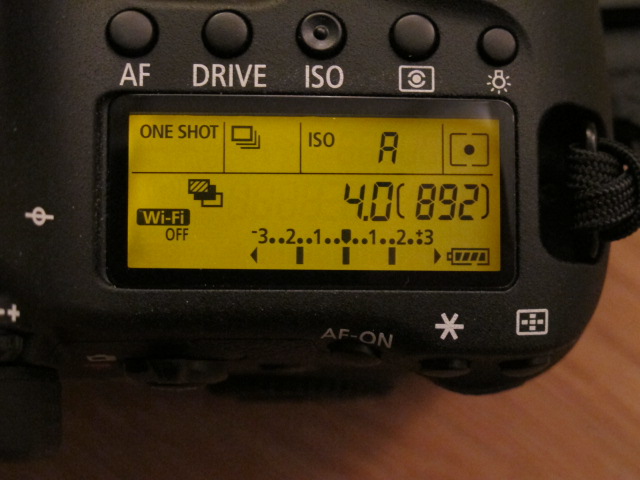 AF DRIVE ISO
ONE SHOT ISO A
4.0( 892)
Wi-Fi
OFF
-3..2..1..▼..1..2..+3
AF-ON